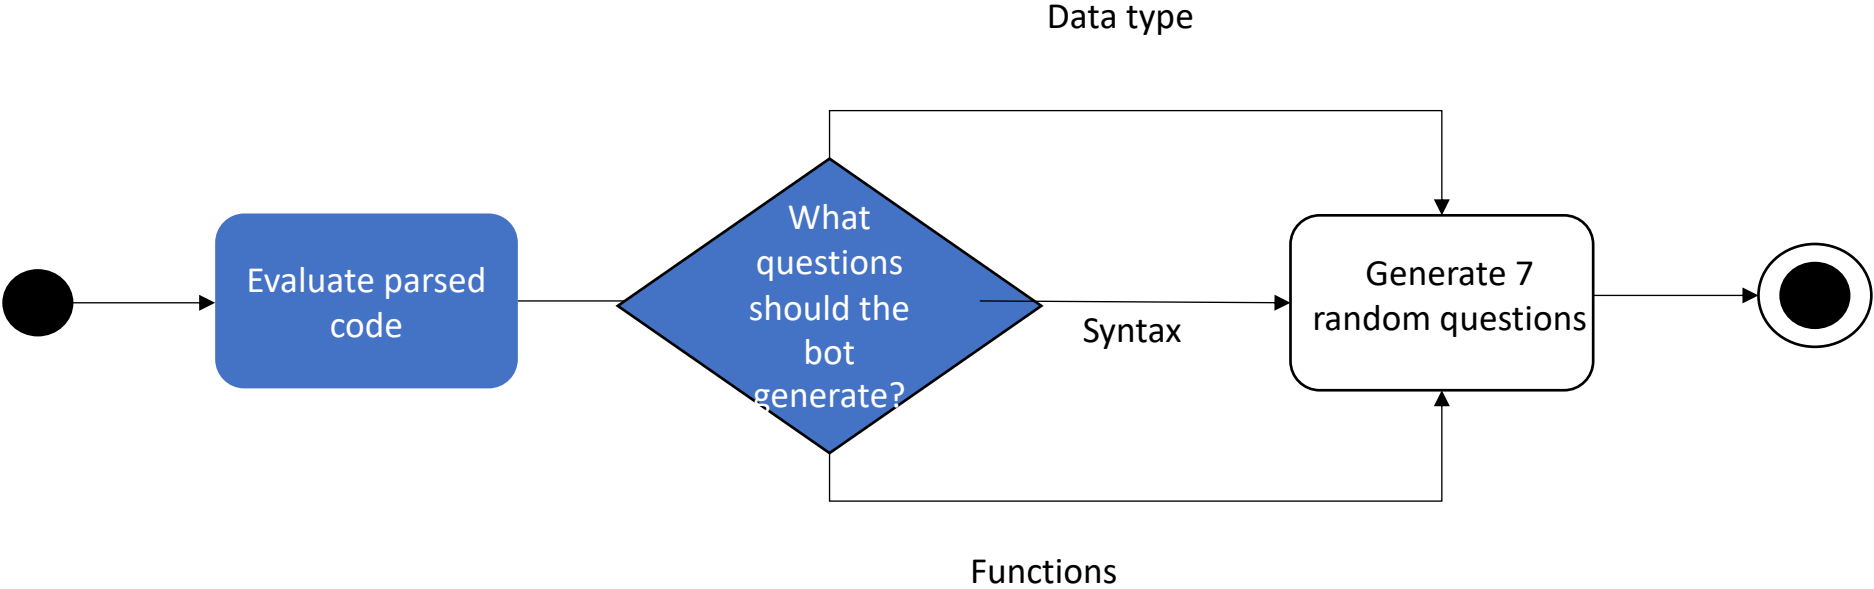 Data type
Evaluate parsed
code
What
questions
should the
bot
generate?
Syntax
Generate 7
random questions
Functions